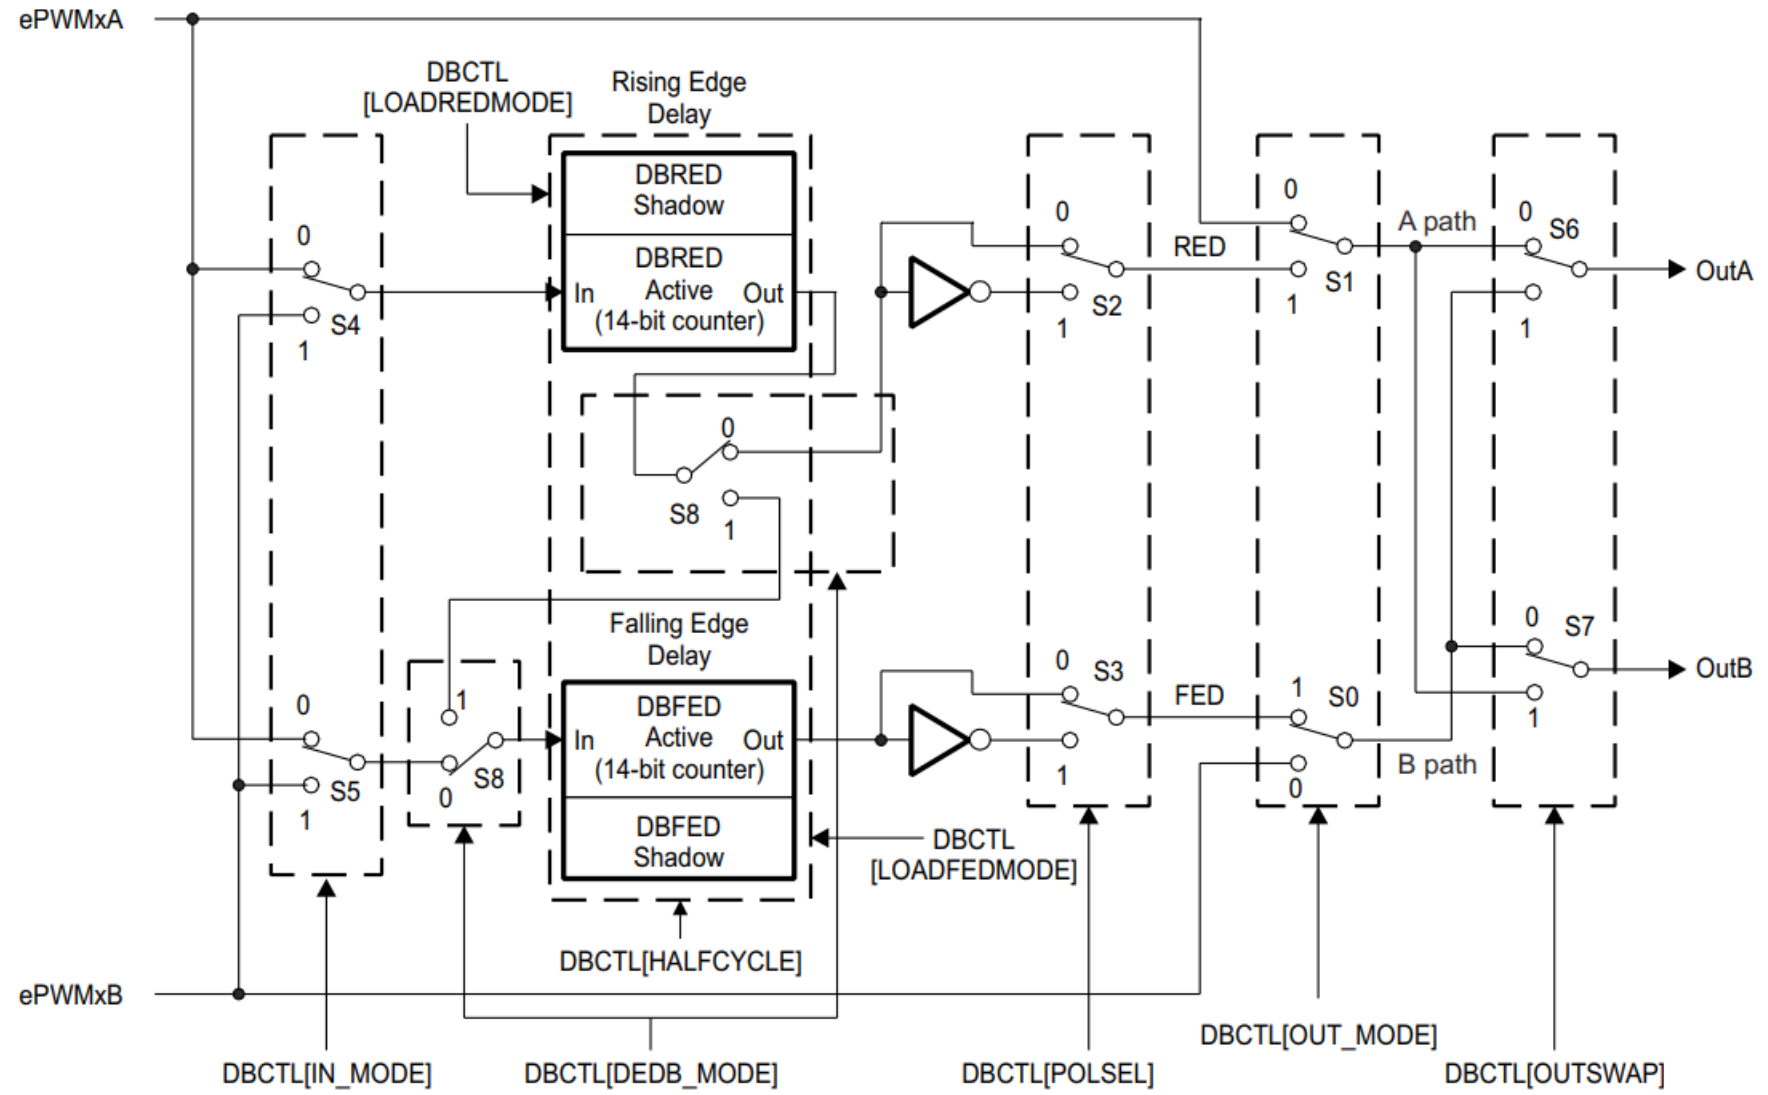 ePWMxA
DBCTL
[LOADREDMODE]
Rising Edge
Delay
DBRED
Shadow
DBRED
In Active Out
(14-bit counter)
0
S4
1
0
S2
1
RED
0
S1
1
A path
0
S6
1
OutA
0
S8
1
Falling Edge
Delay
0
S5
1
1
S8
0
DBFED
In Active Out
(14-bit counter)
DBFED
Shadow
0
S3
1
FED
1
S0
0
B path
0
S7
1
OutB
DBCTL
[LOADFEDMODE]
DBCTL[HALFCYCLE]
ePWMxB
DBCTL[IN_MODE]
DBCTL[DEDB_MODE]
DBCTL[POLSEL]
DBCTL[OUT_MODE]
DBCTL[OUTSWAP]